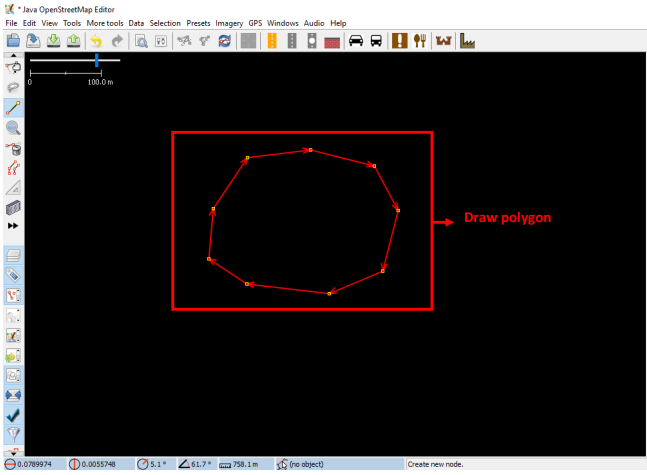 * Java OpenStreetMap Editor
File Edit View Tools More tools Data Selection Presets Imagery GPS Windows Audio Help
0 100.0 m
Draw polygon
0.0789974 0.0055748 5.1 ° 61.7 ° 758.1 m (no object) Create new node.